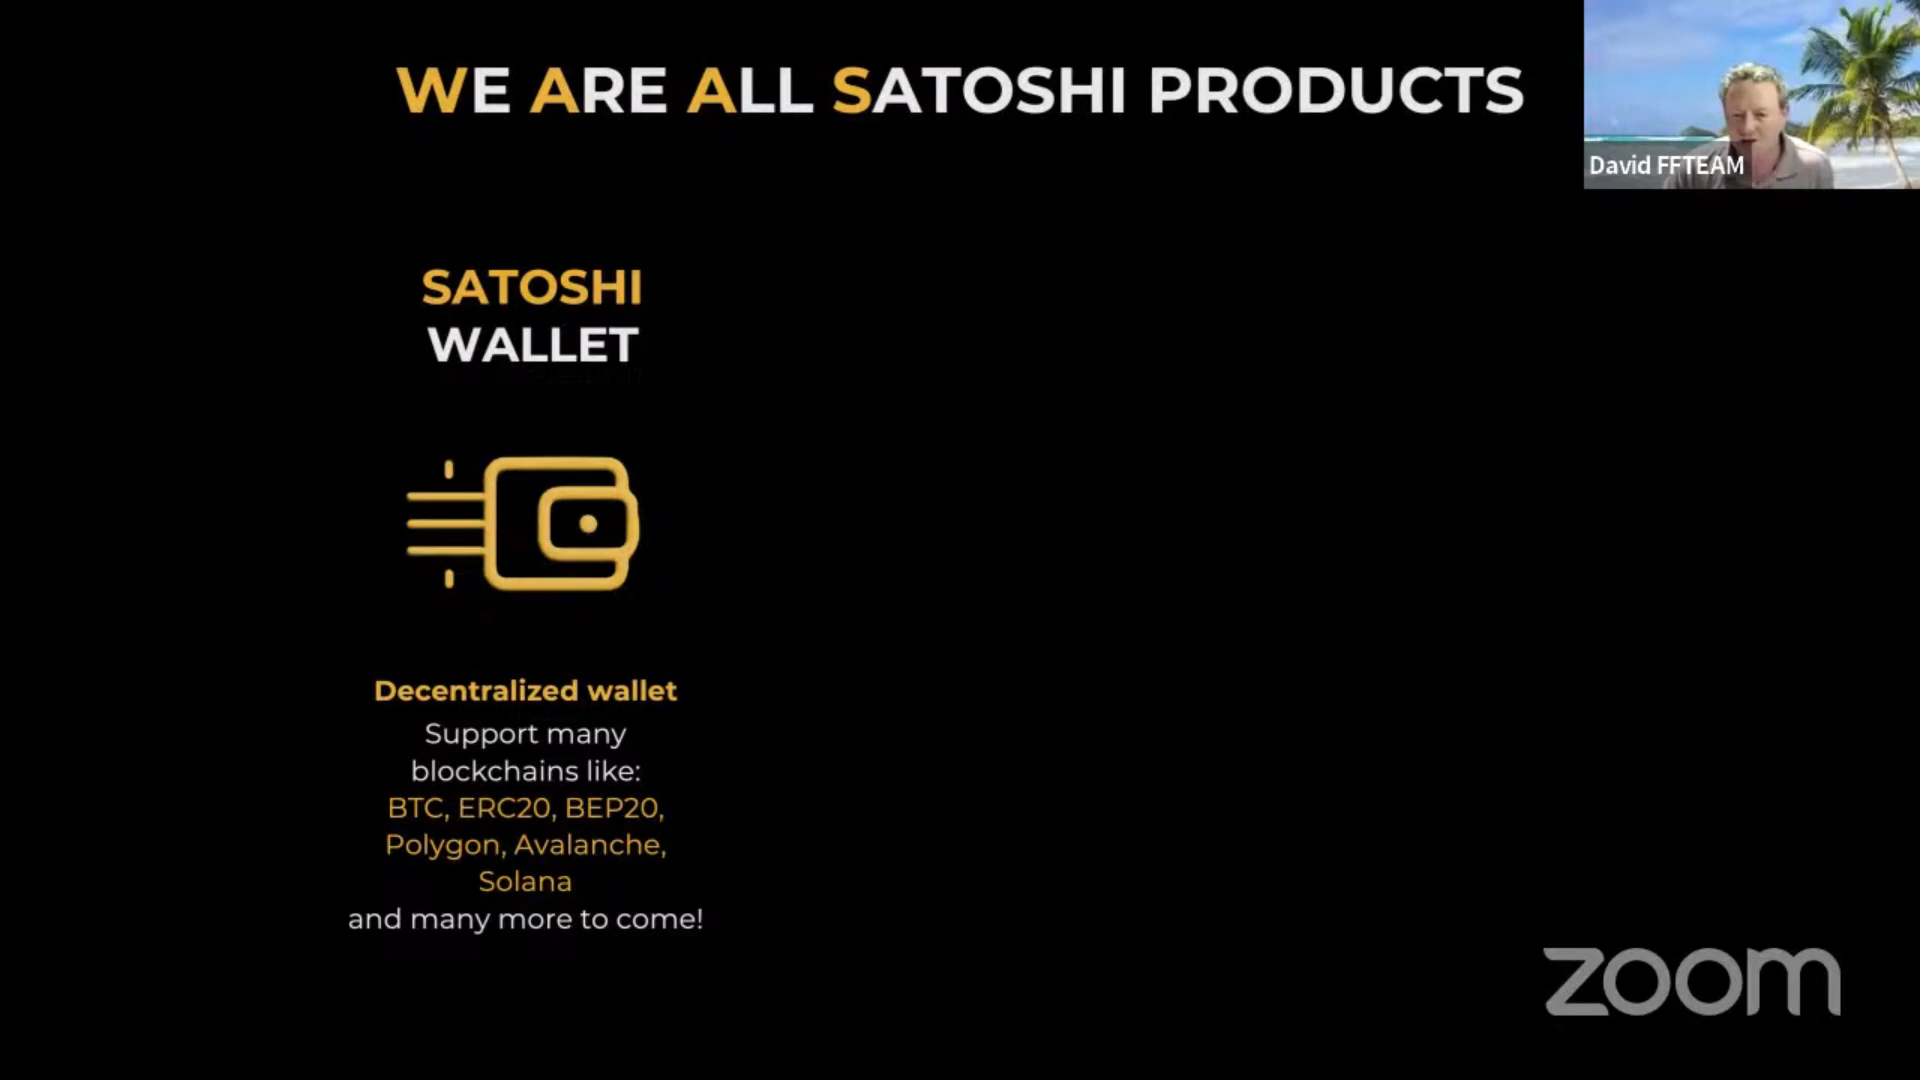 WE ARE ALL SATOSHI PRODUCTS
David FFTEAM
SATOSHI
WALLET
Decentralized wallet
Support many
blockchains like:
BTC, ERC20, BEP20,
Polygon, Avalanche,
Solana
and many more to come!
zoom